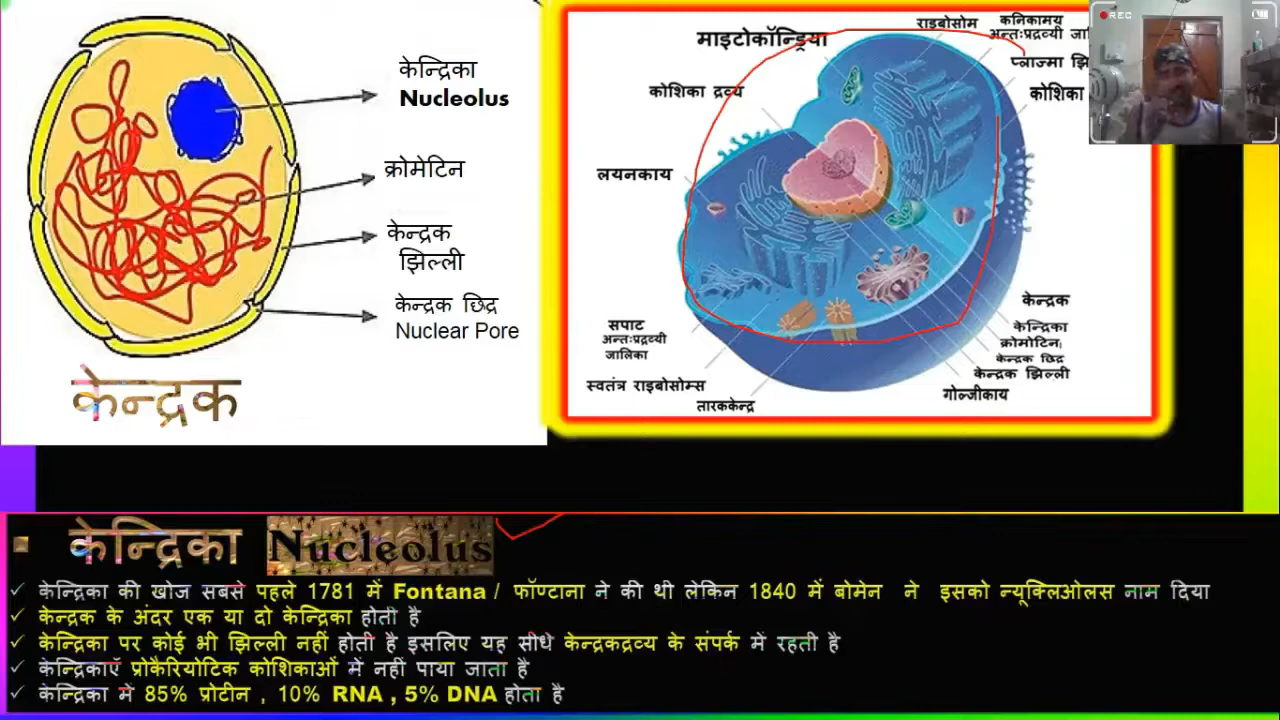 केन्द्रिका
Nucleolus
क्रोमेटिन
केन्द्रक
झिल्ली
केन्द्रक छिद्र
Nuclear Pore
केन्द्रक
राइबोसोम
कनिकामय
अन्तःप्रद्रव्यी
माइटोकॉन्ड्रिया
प्लाज्मा
कोशिका द्रव्य
कोशिका
लयनकाय
सपाट
अन्तःप्रद्रव्यी
जालिका
स्वतंत्र राइबोसोम्स
तारककेन्द्र
केन्द्रक
केन्द्रिका
क्रोमोटिन
केन्द्रक छिद्र
केन्द्रक झिल्ली
गोल्जीकाय
REC
केन्द्रिका Nucleolus
केन्द्रिका की खोज सबसे पहले 1781 में Fontana / फॉण्टाना ने की थी लेकिन 1840 में बोमेन ने इसको न्यूक्लिओलस नाम दिया
केन्द्रक के अंदर एक या दो केन्द्रिका होती है
केन्द्रिका पर कोई भी झिल्ली नहीं होती है इसलिए यह सीधे केन्द्रकद्रव्य के संपर्क में रहती है
केन्द्रिकाएँ प्रोकैरियोटिक कोशिकाओं में नहीं पाया जाता है
केन्द्रिका में 85% प्रोटीन , 10% RNA , 5% DNA होता है